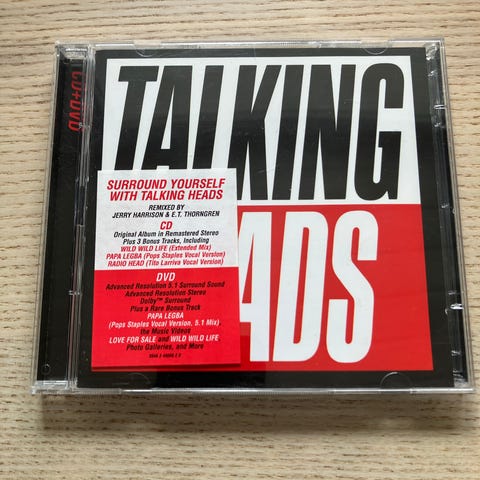 CD+DVD
TALKING
SURROUND YOURSELF
WITH TALKING HEADS
REMIXED BY
JERRY HARRISON & E.T. THORNGREN
CD
Original Album in Remastered Stereo
Plus 3 Bonus Tracks, Including
WILD WILD LIFE (Extended Mix)
PAPA LEGBA (Pops Staples Vocal Version)
RADIO HEAD (Tito Larriva Vocal Version)
DVD
Advanced Resolution 5.1 Surround Sound
Advanced Resolution Stereo
Dolby™ Surround
Plus a Rare Bonus Track
PAPA LEGBA
(Pops Staples Vocal Version, 5.1 Mix)
the Music Videos
LOVE FOR SALE and WILD WILD LIFE
Photo Galleries, and More
EADS